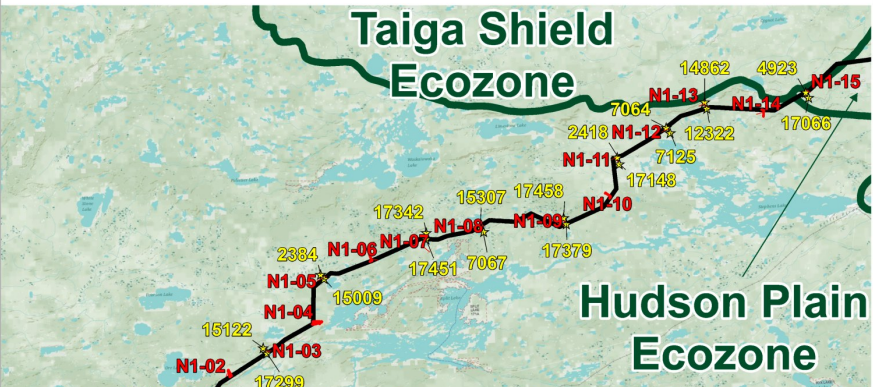 Taiga Shield
Ecozone
14862
4923
N1-15
N1-13
N1-14
7064
17066
2418
N1-12
12322
7125
N1-11
17148
15307
17458
N1-10
17342
N1-08
N1-09
N1-07
17379
2384
N1-06
17451
7067
N1-05
15009
Hudson Plain
Ecozone
N1-04
15122
N1-03
N1-02
17299